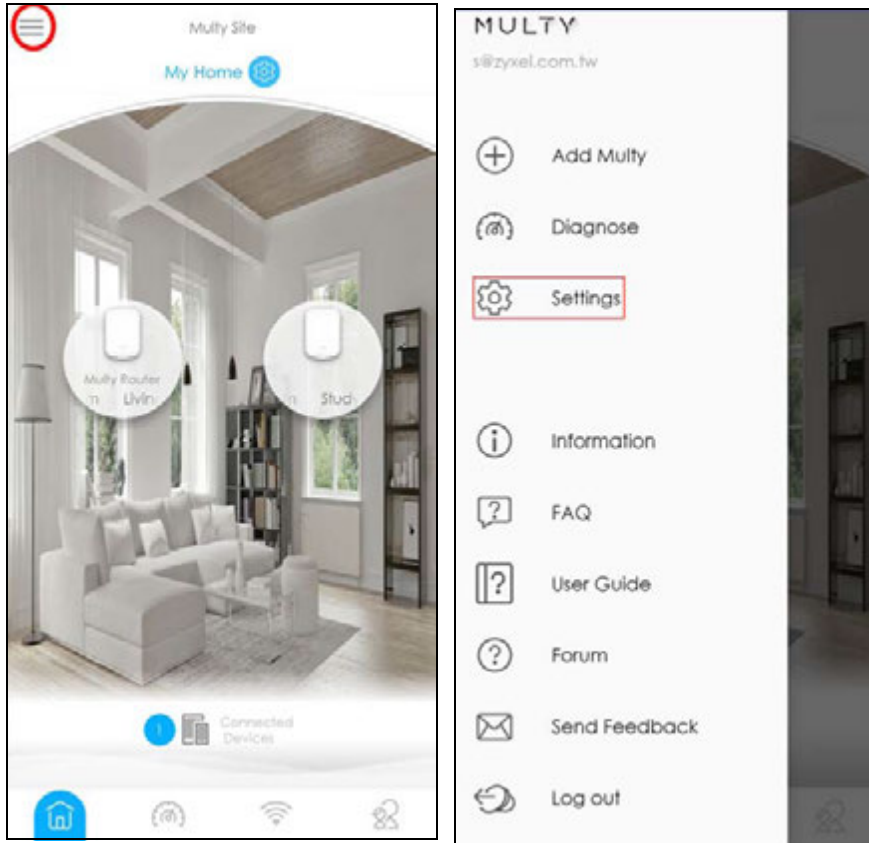 Multy Site
My Home
Multy Router
n Livin
n Stud
1
Connected
Devices
MULTY
s@zyxel.com.tw
Add Multy
Diagnose
Settings
Information
FAQ
User Guide
Forum
Send Feedback
Log out